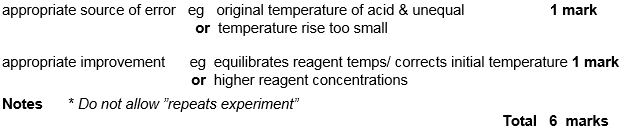 appropriate source of error eg original temperature of acid & unequal 1 mark
or temperature rise too small
appropriate improvement eg equilibrates reagent temps/ corrects initial temperature 1 mark
or higher reagent concentrations
Notes * Do not allow ”repeats experiment”
Total 6 marks